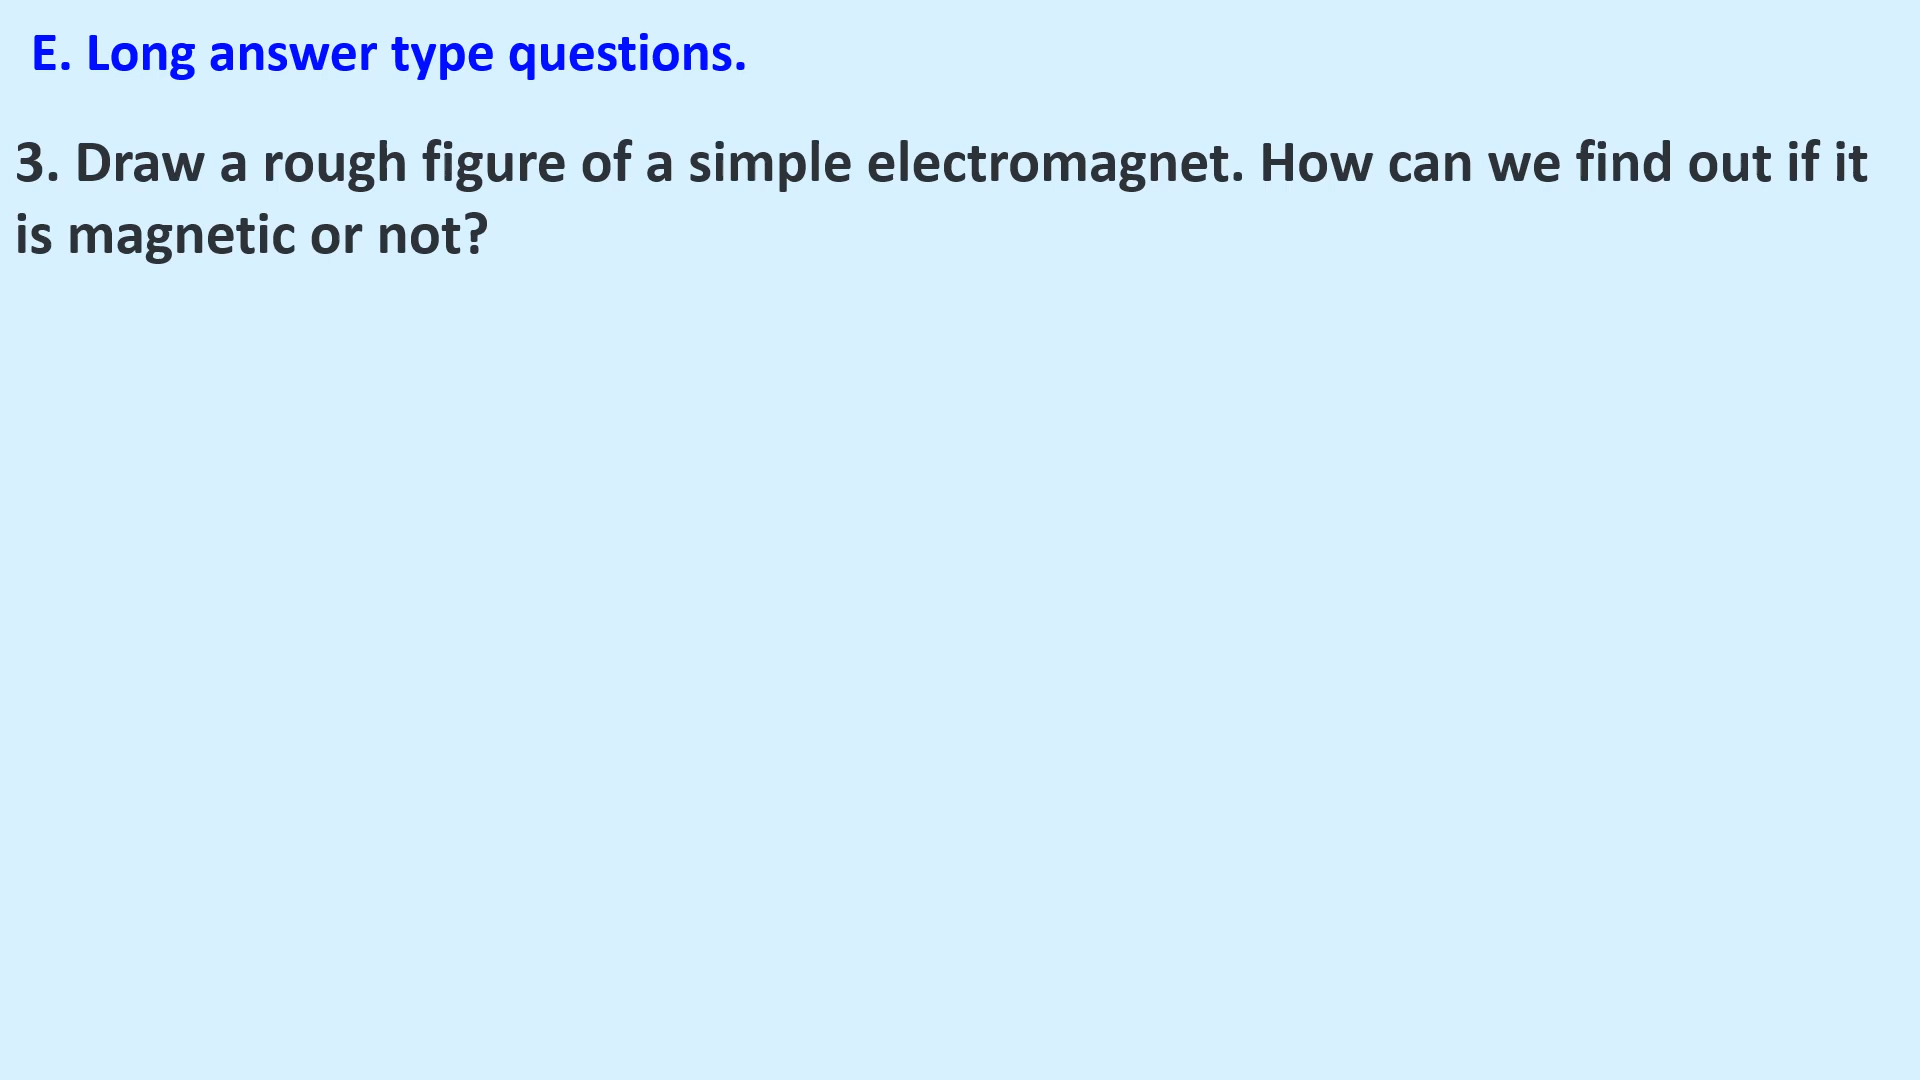 E. Long answer type questions.
3. Draw a rough figure of a simple electromagnet. How can we find out if it
is magnetic or not?